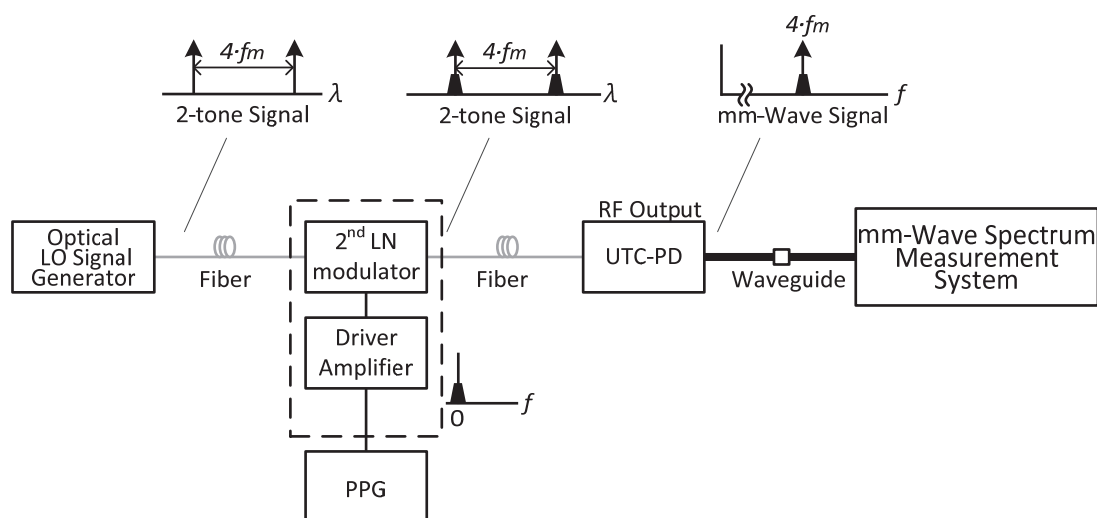 4·fm
λ
2-tone Signal
4·fm
λ
2-tone Signal
4·fm
f
mm-Wave Signal
Optical
LO Signal
Generator
Fiber
2nd LN
modulator
Fiber
RF Output
UTC-PD
Waveguide
mm-Wave Spectrum
Measurement
System
Driver
Amplifier
0
f
PPG